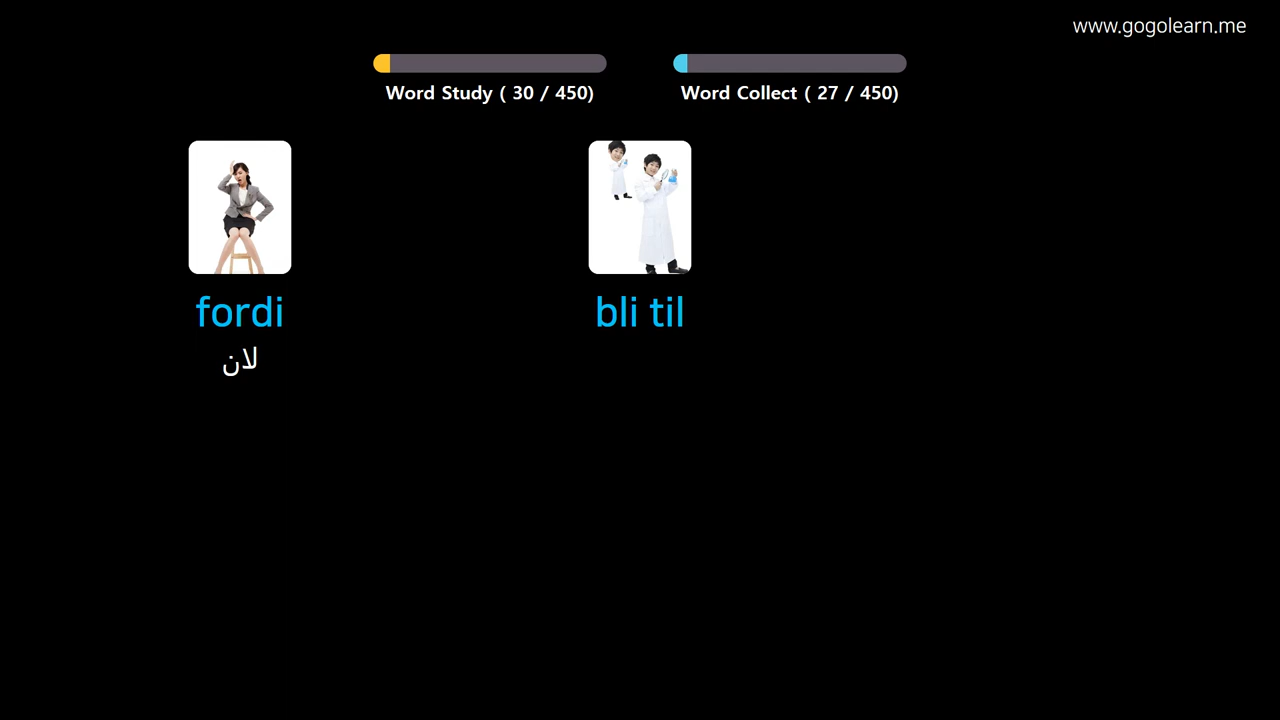 www.gogolearn.me
Word Study ( 30 / 450)
Word Collect ( 27 / 450)
fordi
bli til
لان